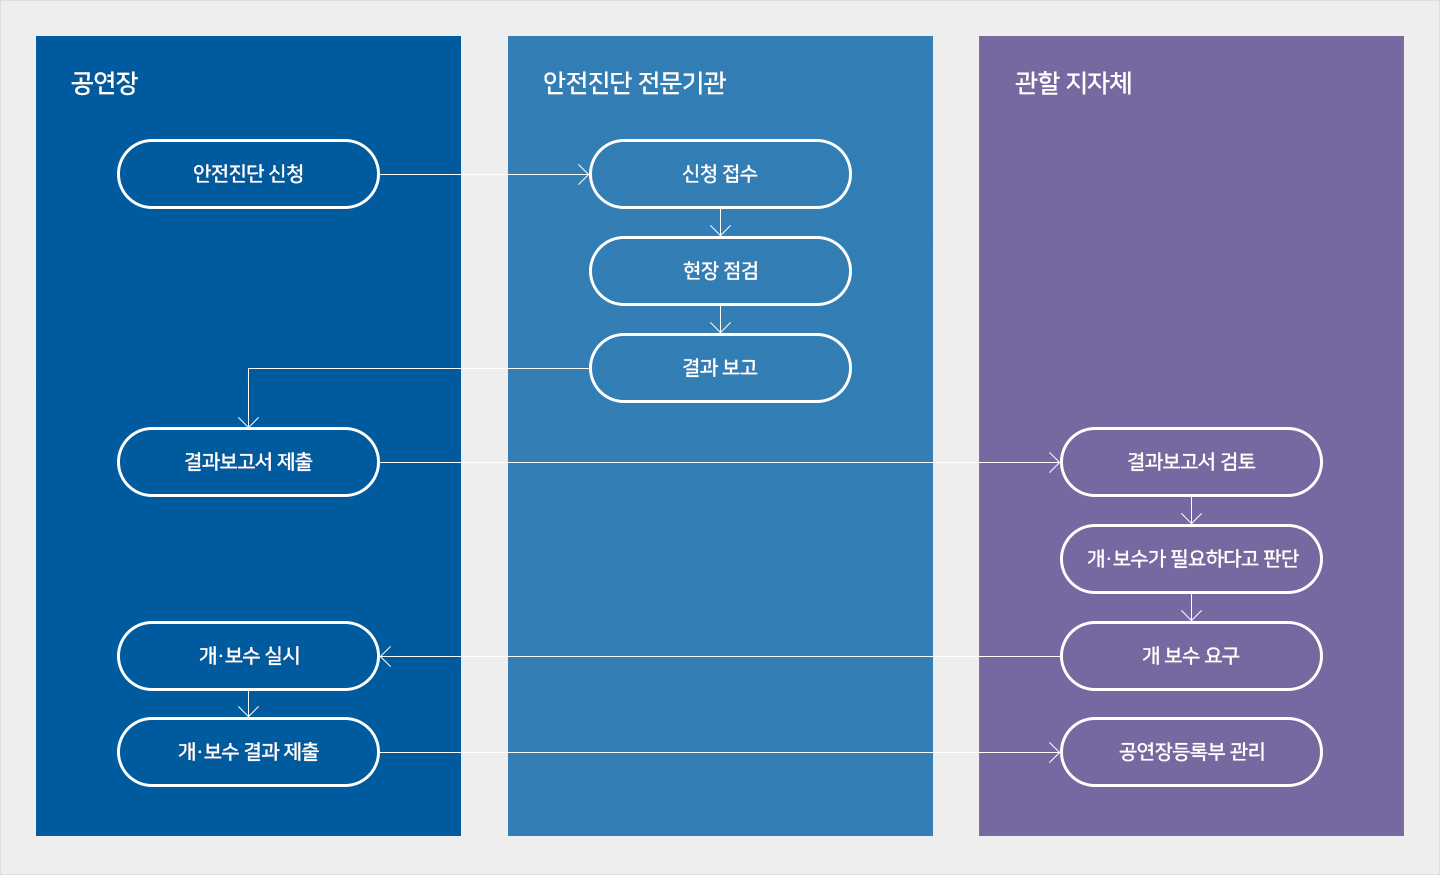 공연장
안전진단 전문기관
관할 지자체
안전진단 신청
신청 접수
현장 점검
결과 보고
결과보고서 제출
결과보고서 검토
개·보수가 필요하다고 판단
개·보수 실시
개 보수 요구
개·보수 결과 제출
공연장등록부 관리